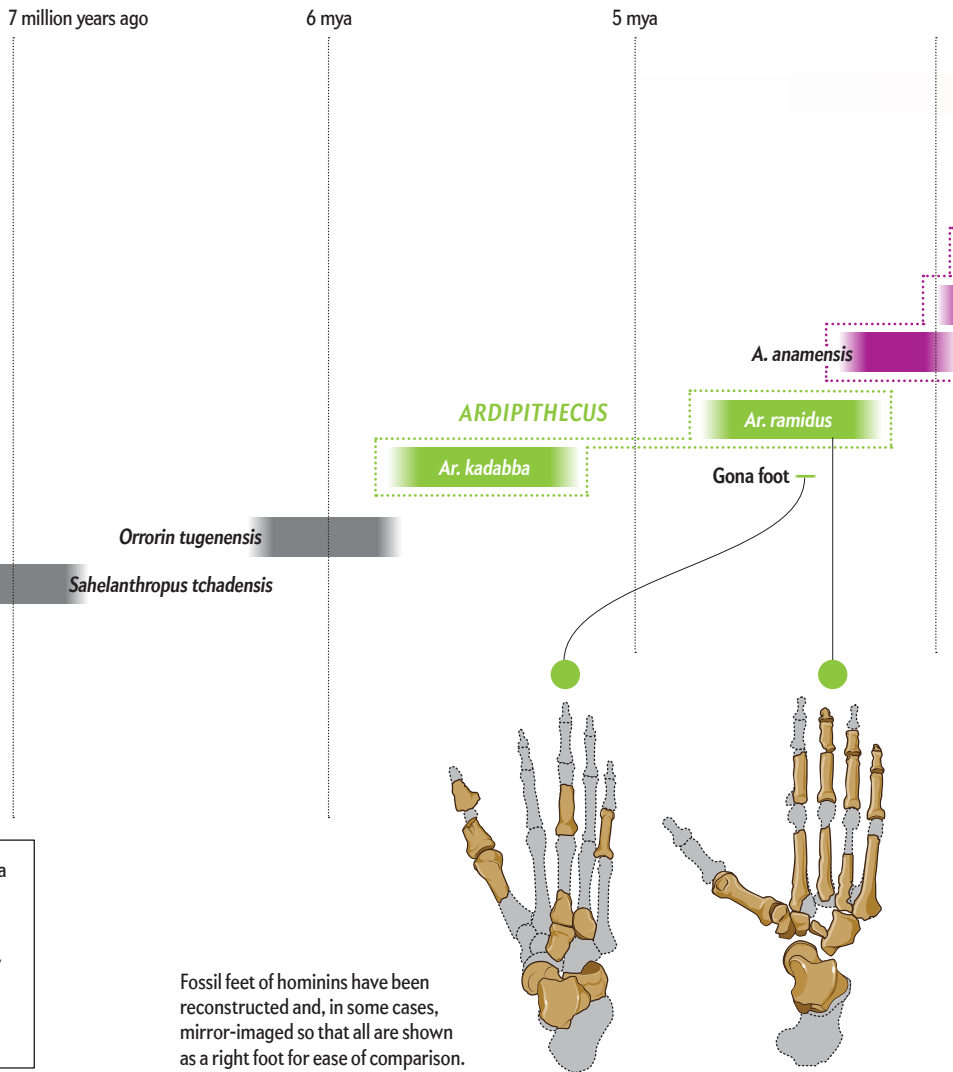 7 million years ago
6 mya
5 mya
A. anamensis
ARDIPITHECUS
Ar. ramidus
Ar. kadabba
Gona foot
Orrorin tugenensis
Sahelanthropus tchadensis
a
Fossil feet of hominins have been
reconstructed and, in some cases,
mirror-imaged so that all are shown
as a right foot for ease of comparison.